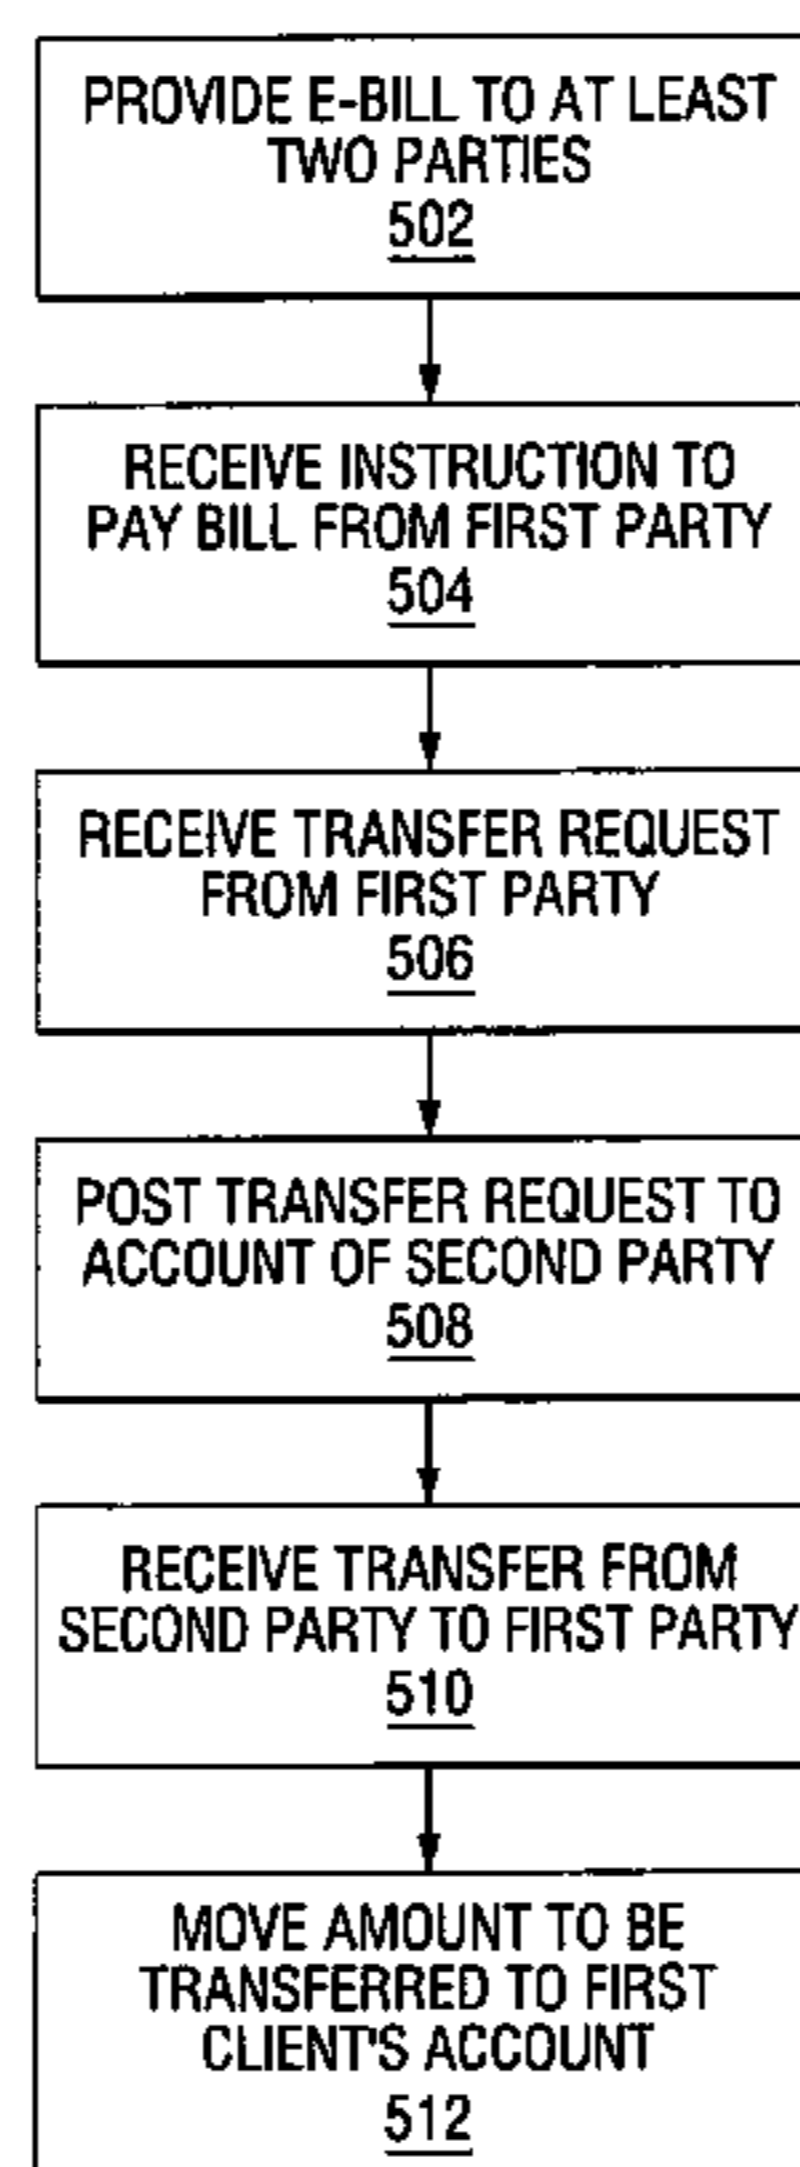 PROVIDE E-BILL TO AT LEAST
TWO PARTIES
502
RECEIVE INSTRUCTION TO
PAY BILL FROM FIRST PARTY
504
RECEIVE TRANSFER REQUEST
FROM FIRST PARTY
506
POST TRANSFER REQUEST TO
ACCOUNT OF SECOND PARTY
508
RECEIVE TRANSFER FROM
SECOND PARTY TO FIRST PARTY
510
MOVE AMOUNT TO BE
TRANSFERRED TO FIRST
CLIENT'S ACCOUNT
512